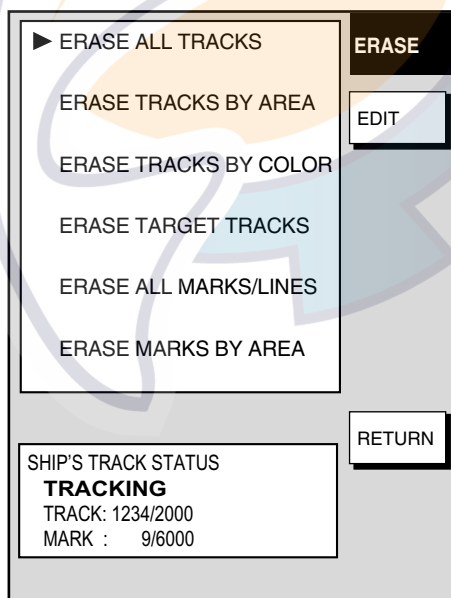 ▶ ERASE ALL TRACKS
ERASE TRACKS BY AREA
ERASE TRACKS BY COLOR
ERASE TARGET TRACKS
ERASE ALL MARKS/LINES
ERASE MARKS BY AREA
ERASE
EDIT
RETURN
SHIP'S TRACK STATUS
TRACKING
TRACK: 1234/2000
MARK : 9/6000